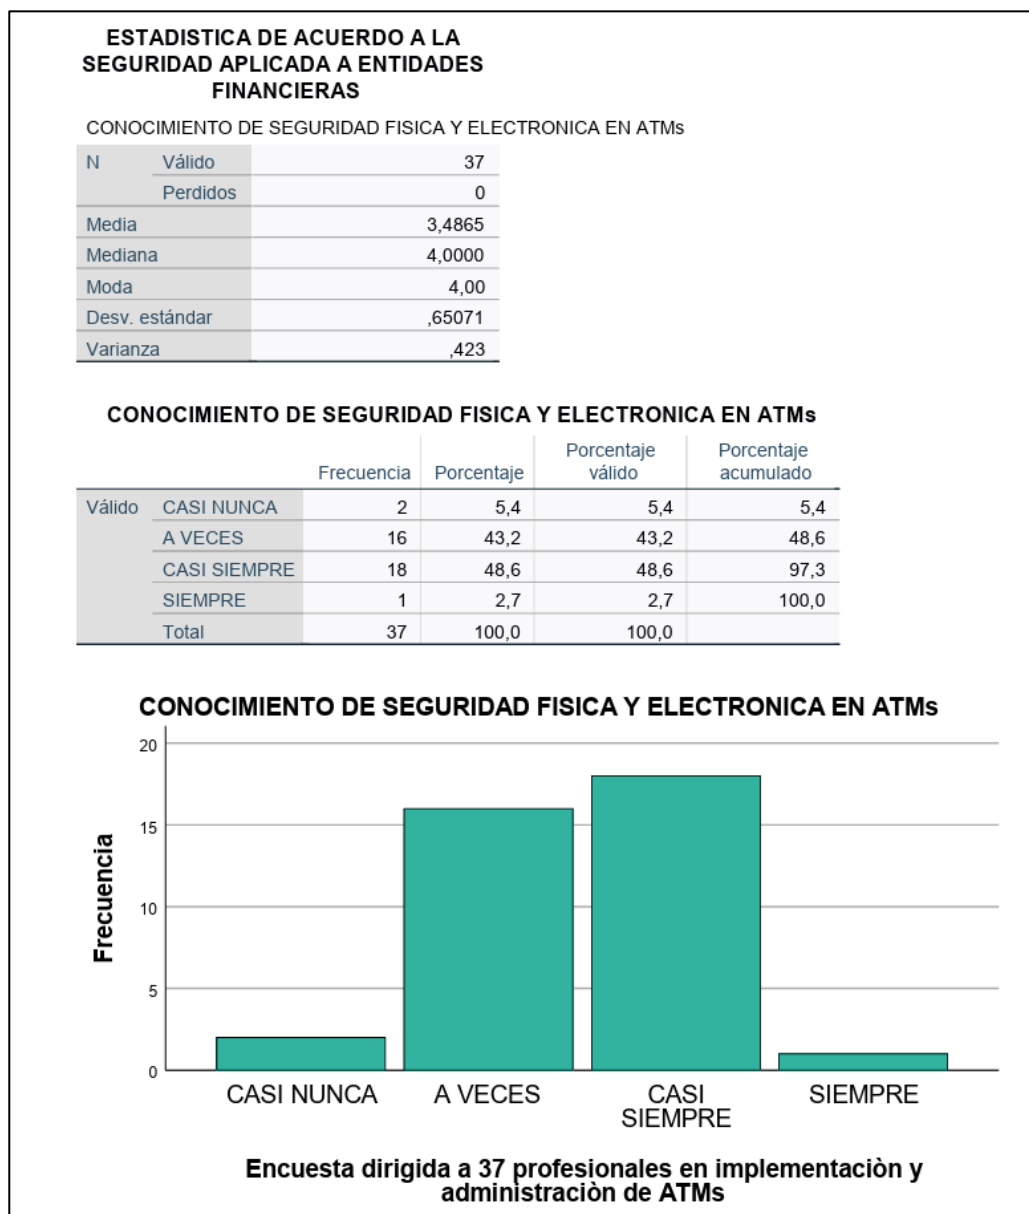 ESTADISTICA DE ACUERDO A LA
SEGURIDAD APLICADA A ENTIDADES
FINANCIERAS
CONOCIMIENTO DE SEGURIDAD FISICA Y ELECTRONICA EN ATMs
N Válido 37
Perdidos 0
Media 3,4865
Mediana 4,0000
Moda 4,00
Desv. estándar ,65071
Varianza ,423
CONOCIMIENTO DE SEGURIDAD FISICA Y ELECTRONICA EN ATMs
Frecuencia Porcentaje Porcentaje válido Porcentaje acumulado
Válido CASI NUNCA 2 5,4 5,4 5,4
A VECES 16 43,2 43,2 48,6
CASI SIEMPRE 18 48,6 48,6 97,3
SIEMPRE 1 2,7 2,7 100,0
Total 37 100,0 100,0
CONOCIMIENTO DE SEGURIDAD FISICA Y ELECTRONICA EN ATMs
Frecuencia
20
15
10
5
0
CASI NUNCA A VECES CASI SIEMPRE SIEMPRE
Encuesta dirigida a 37 profesionales en implementaciòn y
administraciòn de ATMs